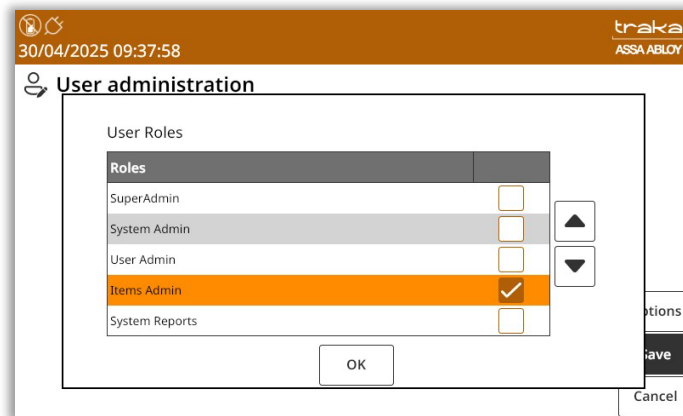 traka
30/04/2025 09:37:58
ASSA ABLOY
User administration
User Roles
Roles
SuperAdmin
System Admin
User Admin
Items Admin
System Reports
OK
ptions
Save
Cancel